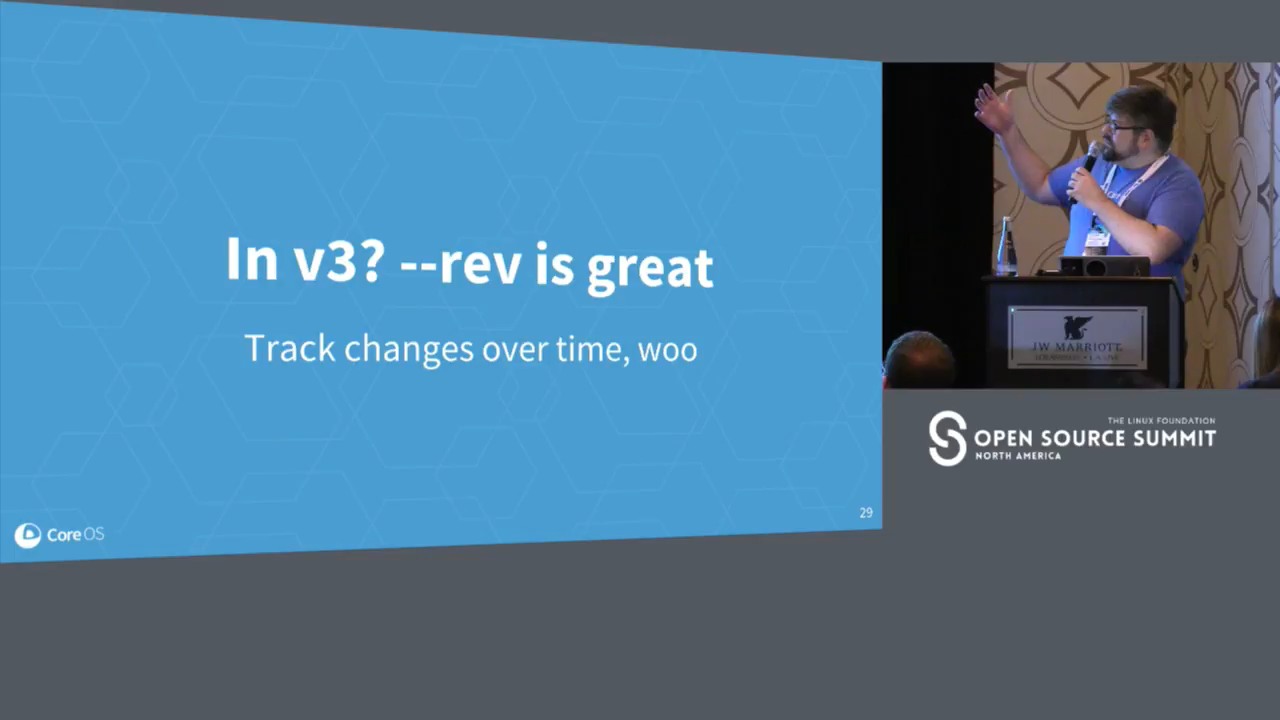 In v3? --rev is great
Track changes over time, woo
CoreOS
29
JW MARRIOTT
THE LINUX FOUNDATION
OPEN SOURCE SUMMIT
NORTH AMERICA